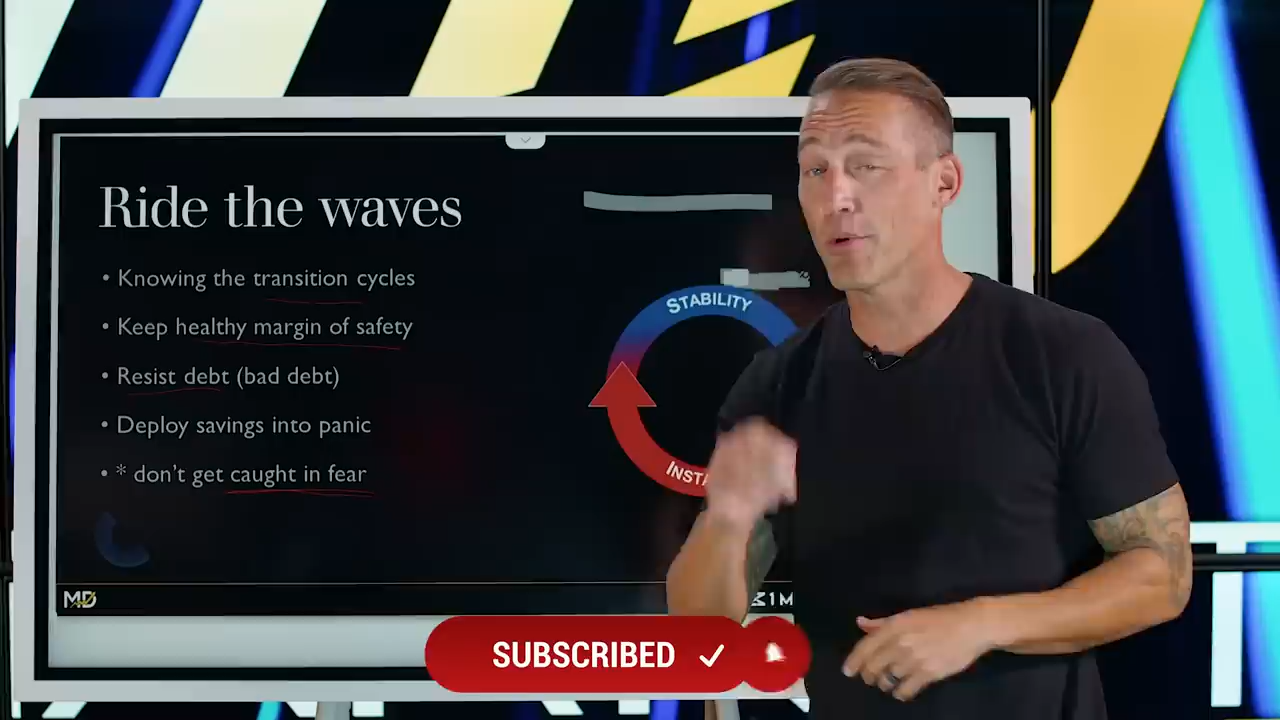 Ride the waves
• Knowing the transition cycles
• Keep healthy margin of safety
• Resist debt (bad debt)
• Deploy savings into panic
• * don't get caught in fear
STABILITY
MD
1M
SUBSCRIBED